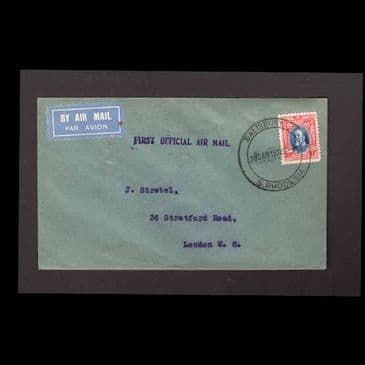 BY AIR MAIL
PAR AVION
FIRST OFFICIAL AIR MAIL.
SALISBURY
S. RHODESIA
J. Strebel,
36 Stratford Road,
London W. 8.